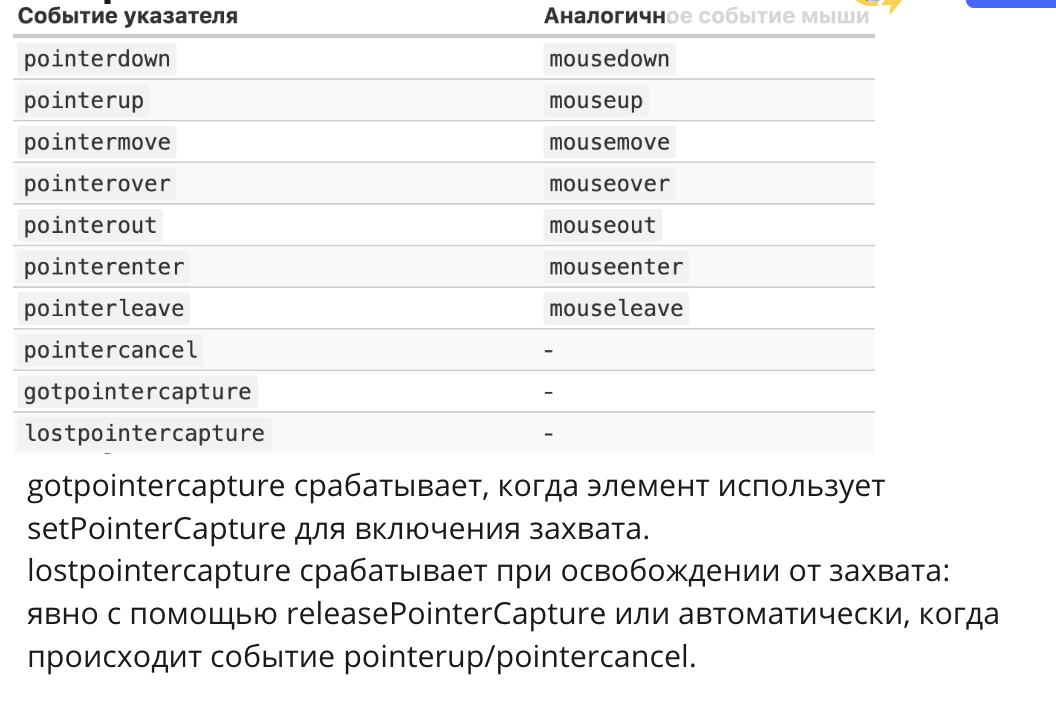 Событие указателя Аналогичное событие мыши
pointerdown mousedown
pointerup mouseup
pointermove mousemove
pointerover mouseover
pointerout mouseout
pointerenter mouseenter
pointerleave mouseleave
pointercancel -
gotpointercapture -
lostpointercapture -
gotpointercapture срабатывает, когда элемент использует
setPointerCapture для включения захвата.
lostpointercapture срабатывает при освобождении от захвата:
явно с помощью releasePointerCapture или автоматически, когда
происходит событие pointerup/pointercancel.